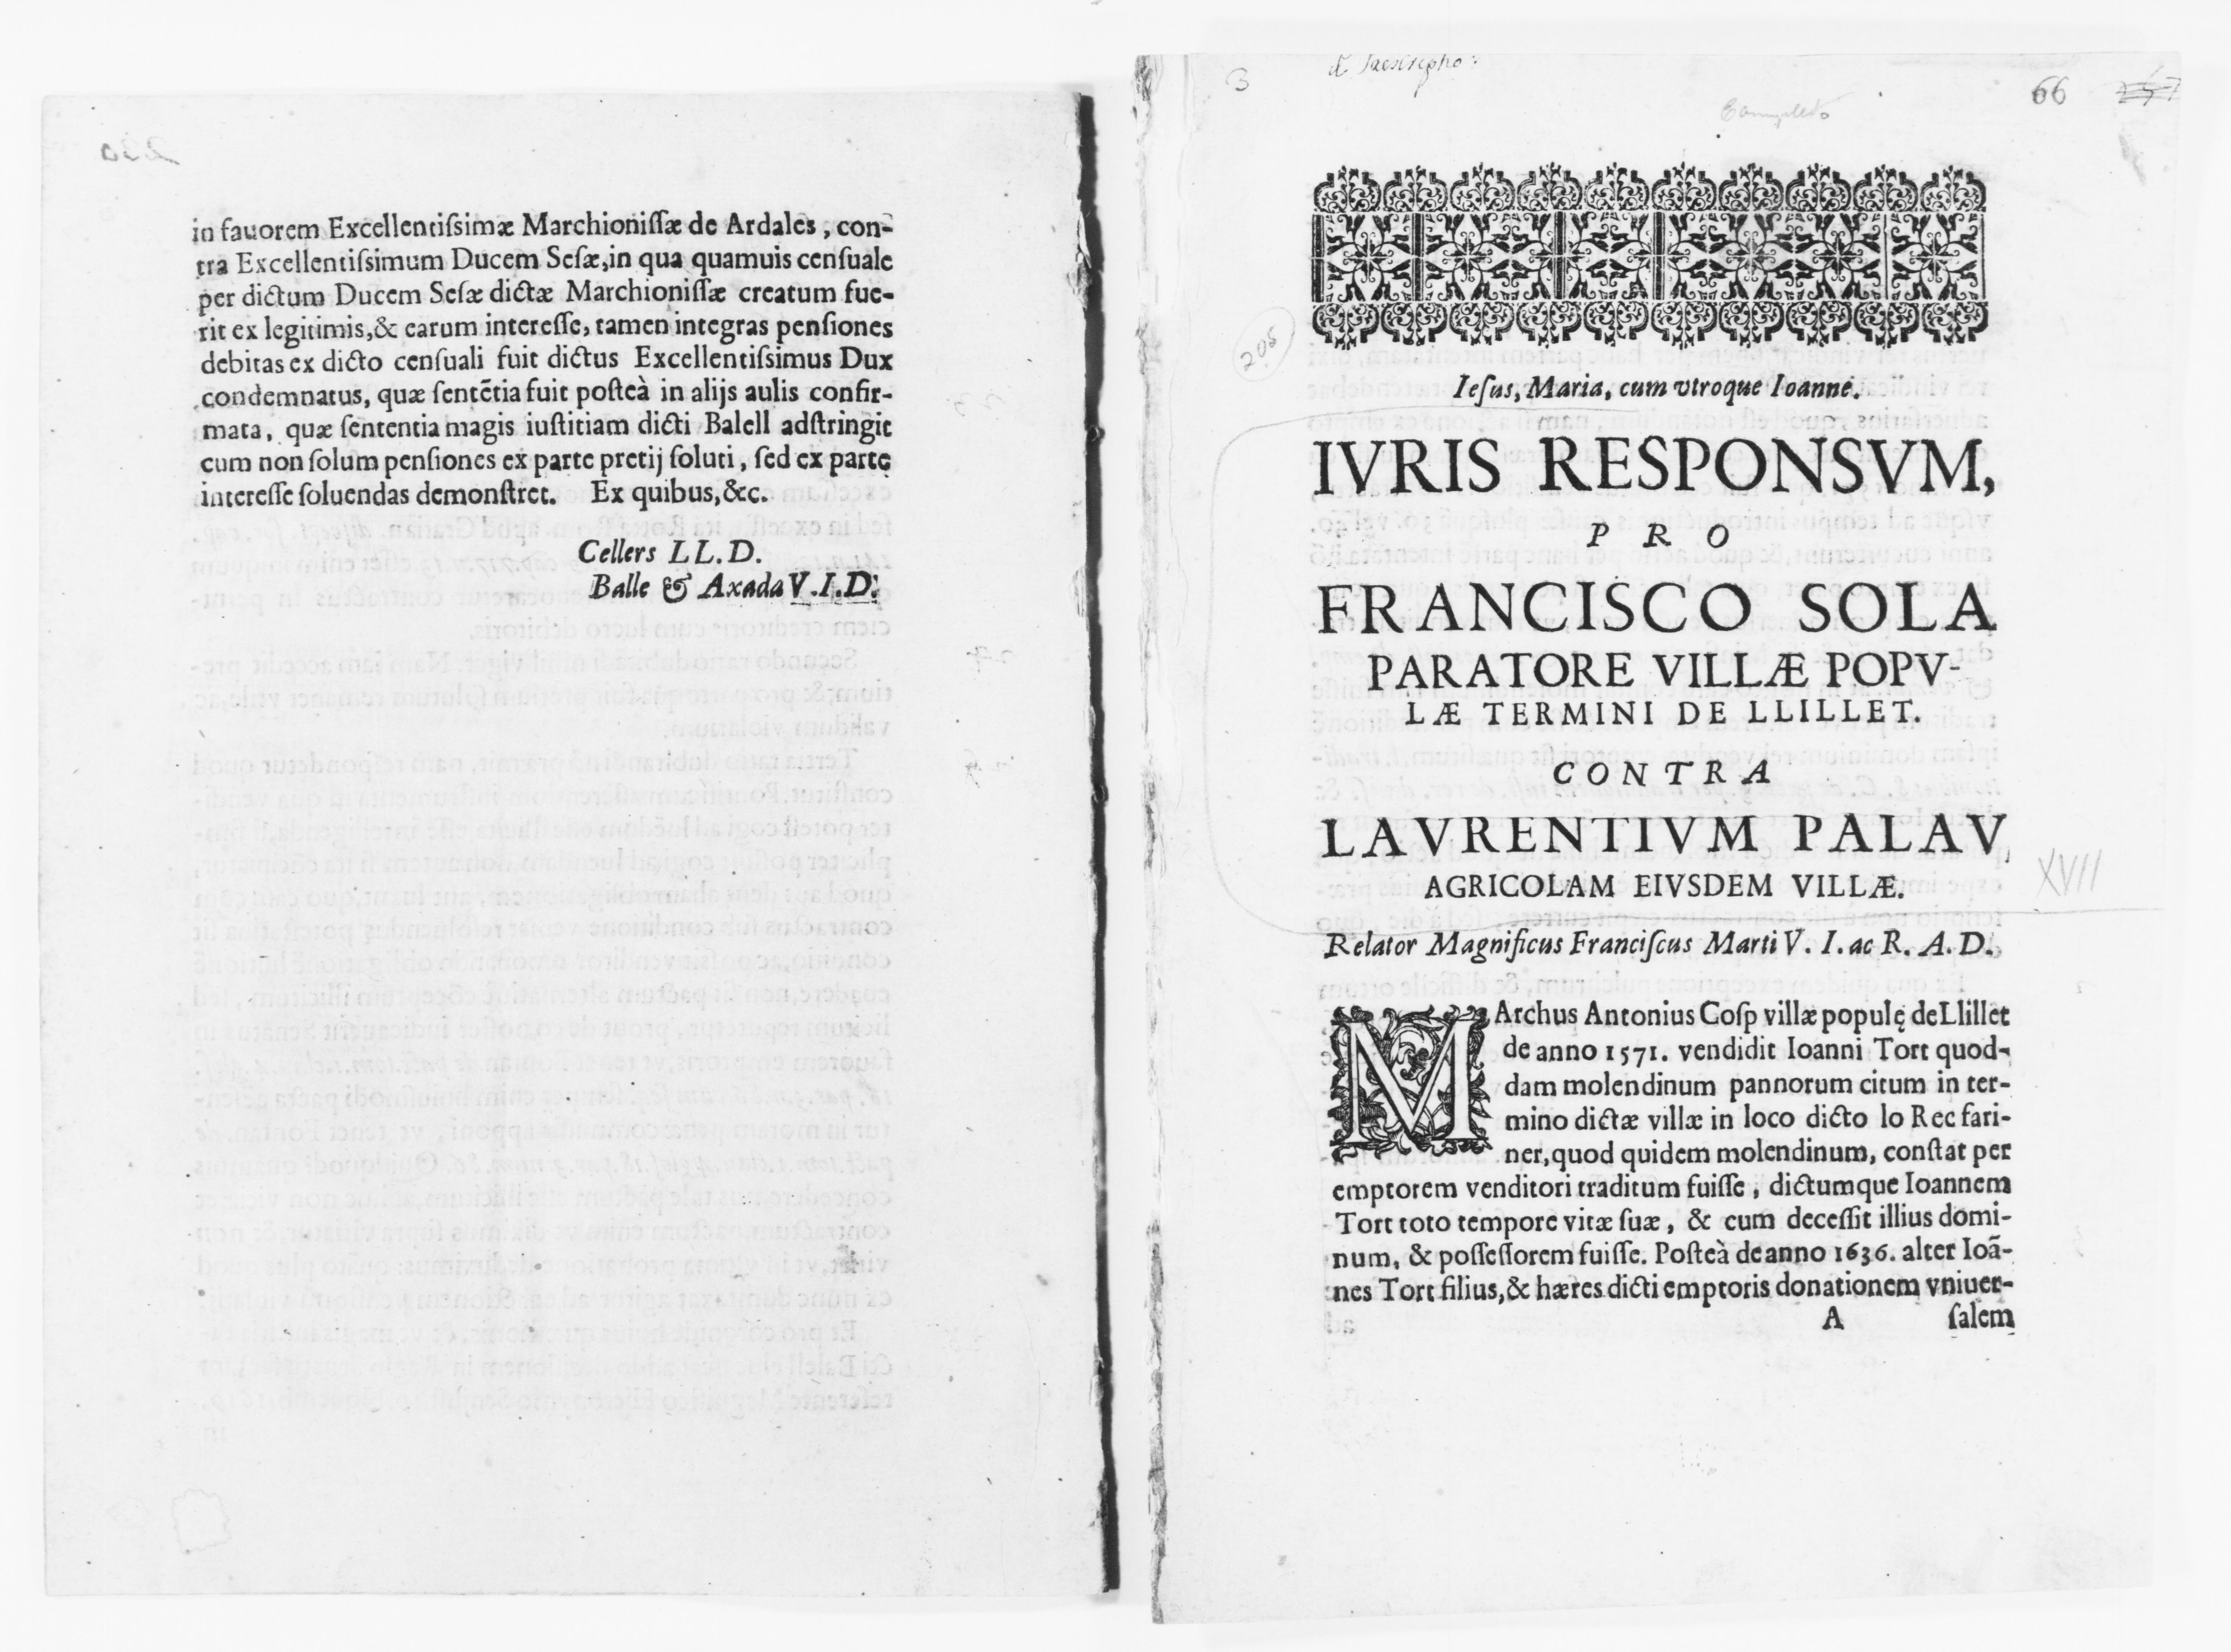 in fauorem Excellentiſsimæ Marchioniſſæ de Ardales, con-
tra Excellentiſsimum Ducem Seſæ, in qua quamuis cenſuale
per dictum Ducem Seſæ dictæ Marchioniſſæ creatum fue-
rit ex legitimis, & earum intereſſe, tamen integras penſiones
debitas ex dicto cenſuali fuit dictus Excellentiſsimus Dux
condemnatus, quæ ſentẽtia fuit poſteà in alijs aulis confir-
mata, quæ ſententia magis iuſtitiam dicti Balell adſtringit
cum non ſolum penſiones ex parte pretij ſoluti, ſed ex parte
intereſſe ſoluendas demonſtret. Ex quibus, &c.
Cellers LL.D.
Balle & Axada V.I.D.
3
66
Completo
205
Ieſus, Maria, cum vtroque Ioanne.
IVRIS RESPONSVM,
PRO
FRANCISCO SOLA
PARATORE VILLÆ POPV-
LÆ TERMINI DE LLILLET.
CONTRA
LAVRENTIVM PALAV,
AGRICOLAM EIVSDEM VILLÆ.
XVII
Relator Magnificus Franciſcus Marti V. I. ac R. A. D.
MArchus Antonius Coſp villæ populę de Llillet
de anno 1571. vendidit Ioanni Tort quod-
dam molendinum pannorum citum in ter-
mino dictæ villæ in loco dicto lo Rec fari-
ner, quod quidem molendinum, conſtat per
emptorem venditori traditum fuiſſe, dictumque Ioannem
Tort toto tempore vitæ ſuæ, & cum deceſſit illius domi-
num, & poſſeſſorem fuiſſe. Poſteà de anno 1636. alter Ioã-
nes Tort filius, & hæres dicti emptoris donationem vniuer-
A ſalem